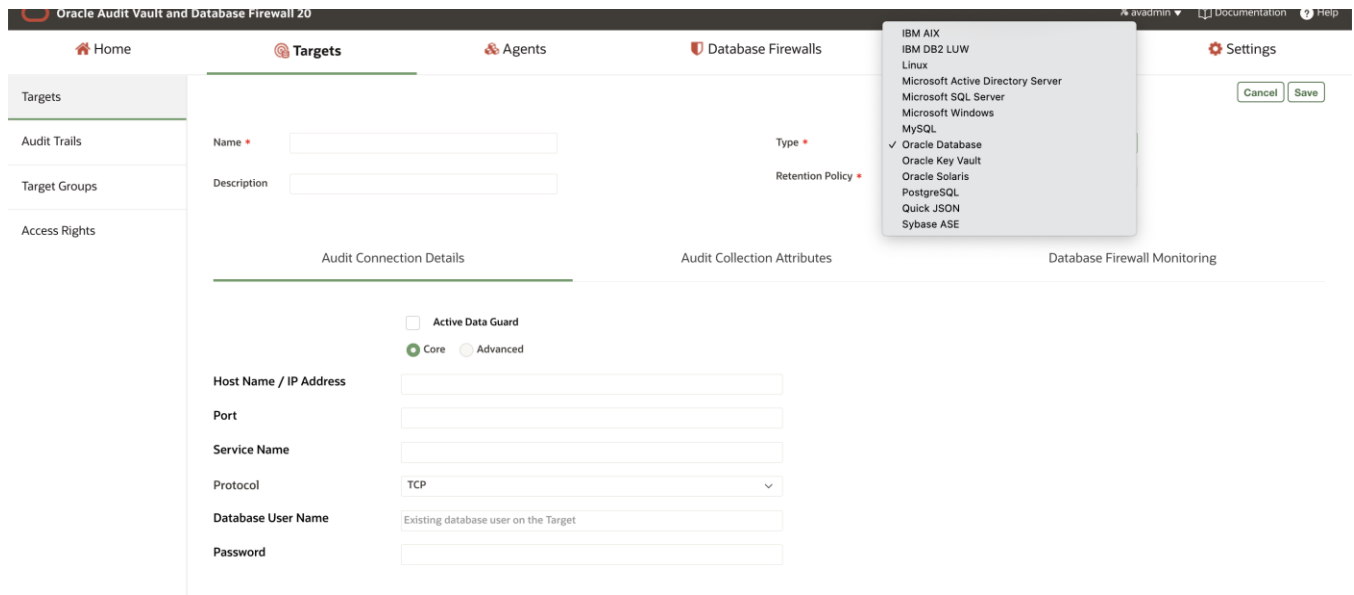 Oracle Audit Vault and Database Firewall 20
avadmin
Documentation
? Help
Home
Targets
Agents
Database Firewalls
Settings
Targets
Audit Trails
Target Groups
Access Rights
Cancel
Save
Name *
Description
Type *
Retention Policy *
IBM AIX
IBM DB2 LUW
Linux
Microsoft Active Directory Server
Microsoft SQL Server
Microsoft Windows
MySQL
✓ Oracle Database
Oracle Key Vault
Oracle Solaris
PostgreSQL
Quick JSON
Sybase ASE
Audit Connection Details
Audit Collection Attributes
Database Firewall Monitoring
Active Data Guard
Core
Advanced
Host Name / IP Address
Port
Service Name
Protocol
TCP
Database User Name
Existing database user on the Target
Password